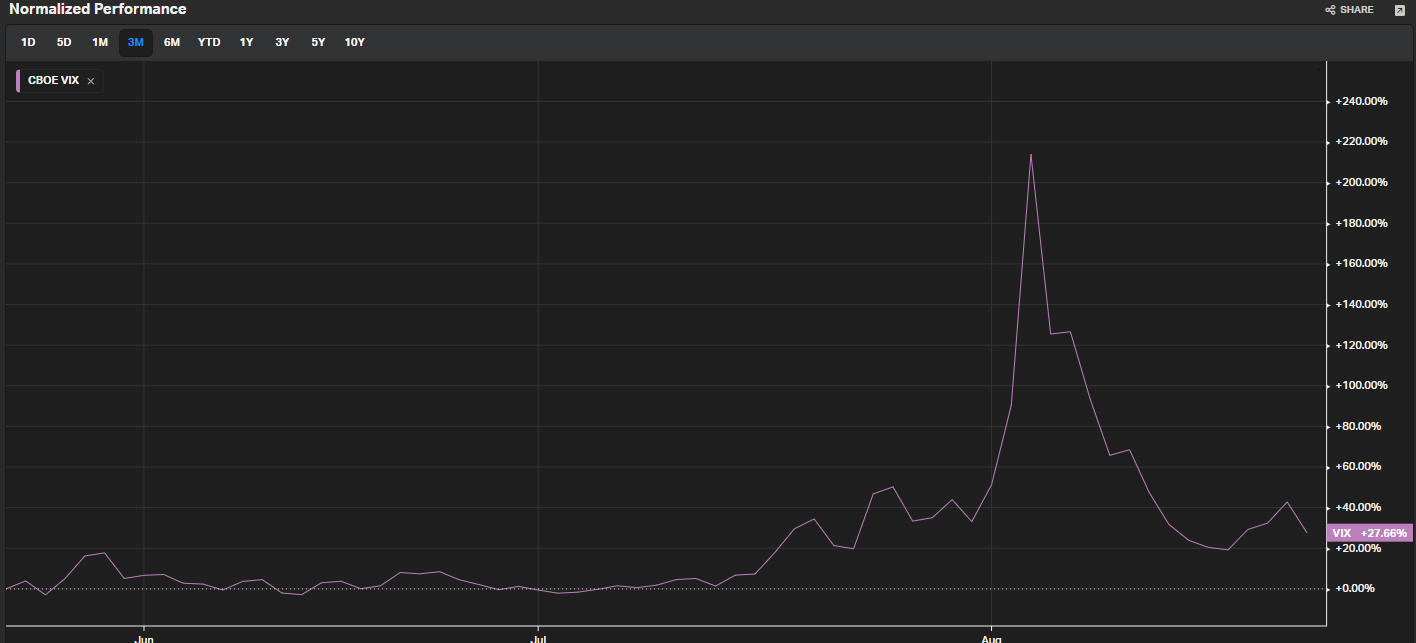 Normalized Performance
SHARE
1D 5D 1M 3M 6M YTD 1Y 3Y 5Y 10Y
CBOE VIX ×
+240.00%
+220.00%
+200.00%
+180.00%
+160.00%
+140.00%
+120.00%
+100.00%
+80.00%
+60.00%
+40.00%
VIX +27.66%
+20.00%
+0.00%
Jun Jul Aug